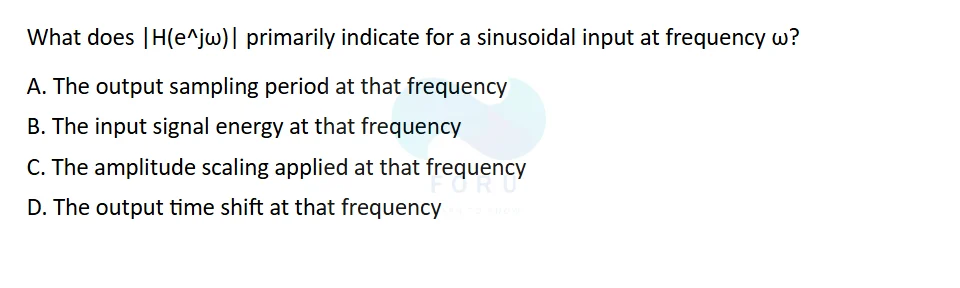 What does |H(e^jω)| primarily indicate for a sinusoidal input at frequency ω?
A. The output sampling period at that frequency
B. The input signal energy at that frequency
C. The amplitude scaling applied at that frequency
FORU
D. The output time shift at that frequency